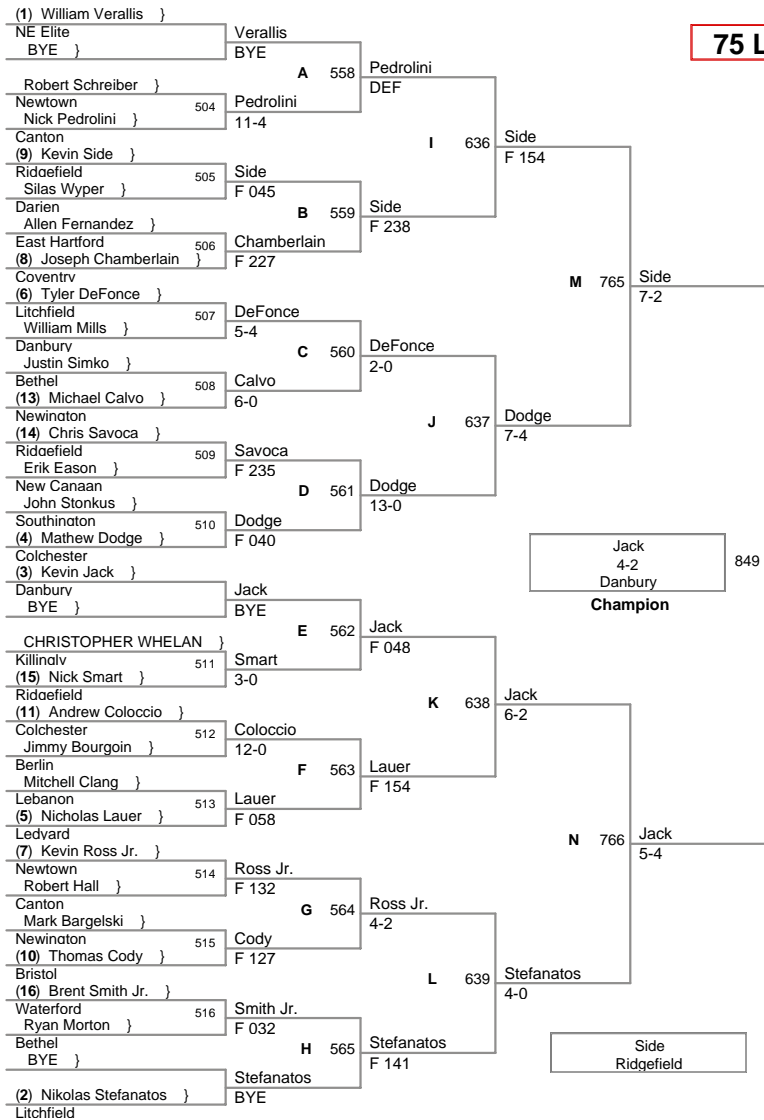 (1) William Verallis }
NE Elite
BYE }
Verallis
BYE
75 L
A 558
Pedrolini
DEF
Robert Schreiber }
Newtown
504
Nick Pedrolini }
Pedrolini
11-4
Canton
I 636
Side
F 154
(9) Kevin Side }
Ridgefield
505
Silas Wyper }
Side
F 045
Darien
B 559
Side
F 238
Allen Fernandez }
East Hartford
506
(8) Joseph Chamberlain }
Chamberlain
F 227
Coventry
M 765
Side
7-2
(6) Tyler DeFonce }
Litchfield
507
William Mills }
DeFonce
5-4
Danbury
C 560
DeFonce
2-0
Justin Simko }
Bethel
508
(13) Michael Calvo }
Calvo
6-0
Newington
J 637
Dodge
7-4
(14) Chris Savoca }
Ridgefield
509
Erik Eason }
Savoca
F 235
New Canaan
D 561
Dodge
13-0
John Stonkus }
Southington
510
(4) Mathew Dodge }
Dodge
F 040
Colchester
Jack
4-2
Danbury
849
Champion
(3) Kevin Jack }
Danbury
BYE }
Jack
BYE
E 562
Jack
F 048
CHRISTOPHER WHELAN }
Killingly
511
(15) Nick Smart }
Smart
3-0
Ridgefield
K 638
Jack
6-2
(11) Andrew Coloccio }
Colchester
512
Jimmy Bourgoin }
Coloccio
12-0
Berlin
F 563
Lauer
F 154
Mitchell Clang }
Lebanon
513
(5) Nicholas Lauer }
Lauer
F 058
Ledyard
N 766
Jack
5-4
(7) Kevin Ross Jr. }
Newtown
514
Robert Hall }
Ross Jr.
F 132
Canton
G 564
Ross Jr.
4-2
Mark Bargelski }
Newington
515
(10) Thomas Cody }
Cody
F 127
Bristol
L 639
Stefanatos
4-0
(16) Brent Smith Jr. }
Waterford
516
Ryan Morton }
Smith Jr.
F 032
Bethel
H 565
Stefanatos
F 141
BYE }
Stefanatos
BYE
(2) Nikolas Stefanatos }
Litchfield
Side
Ridgefield